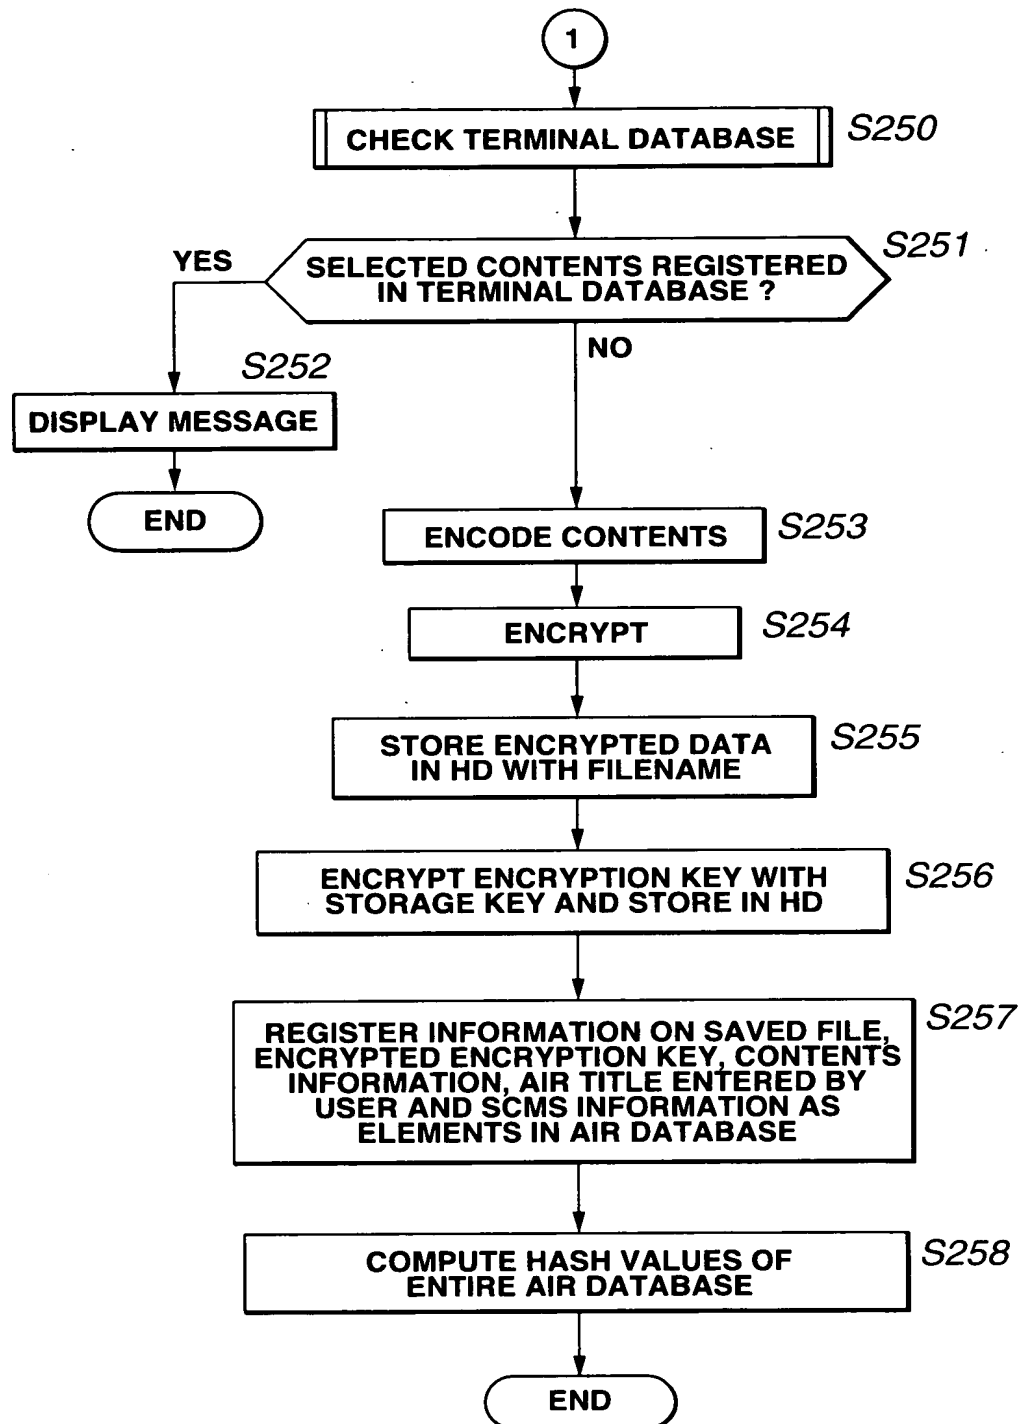 1
CHECK TERMINAL DATABASE
S250
SELECTED CONTENTS REGISTERED
IN TERMINAL DATABASE ?
S251
YES
NO
S252
DISPLAY MESSAGE
END
ENCODE CONTENTS
S253
ENCRYPT
S254
STORE ENCRYPTED DATA
IN HD WITH FILENAME
S255
ENCRYPT ENCRYPTION KEY WITH
STORAGE KEY AND STORE IN HD
S256
REGISTER INFORMATION ON SAVED FILE,
ENCRYPTED ENCRYPTION KEY, CONTENTS
INFORMATION, AIR TITLE ENTERED BY
USER AND SCMS INFORMATION AS
ELEMENTS IN AIR DATABASE
S257
COMPUTE HASH VALUES OF
ENTIRE AIR DATABASE
S258
END